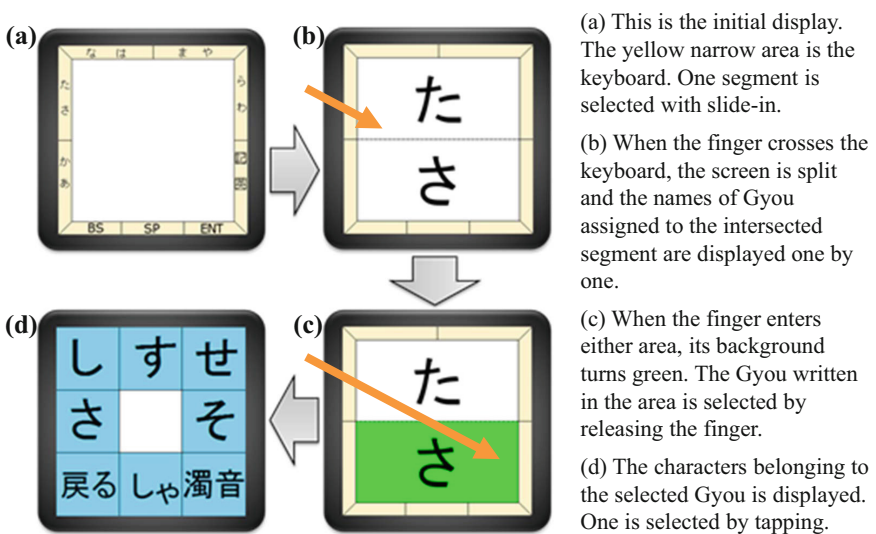 (a)
な は ま や
た
さ
か
あ
ら
わ
記
BS SP ENT
(b)
た
さ
(c)
た
さ
(d)
し す せ
さ そ
戻る しゃ 濁音
(a) This is the initial display.
The yellow narrow area is the
keyboard. One segment is
selected with slide-in.
(b) When the finger crosses the
keyboard, the screen is split
and the names of Gyou
assigned to the intersected
segment are displayed one by
one.
(c) When the finger enters
either area, its background
turns green. The Gyou written
in the area is selected by
releasing the finger.
(d) The characters belonging to
the selected Gyou is displayed.
One is selected by tapping.